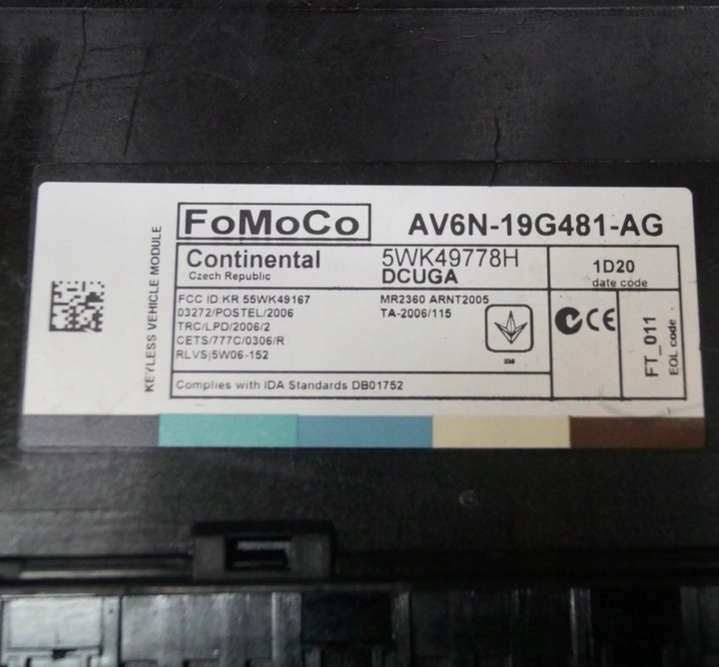 FoMoCo AV6N-19G481-AG
Continental
Czech Republic
5WK49778H
DCUGA
1D20
date code
KEYLESS VEHICLE MODULE
FCC ID:KR 55WK49167
03272/POSTEL/2006
TRC/LPD/2006/2
CETS/777C/0306/R
RLVS|5W06-152
MR2360 ARNT2005
TA-2006/115
CE
FT_011
EOL code
Complies with IDA Standards DB01752